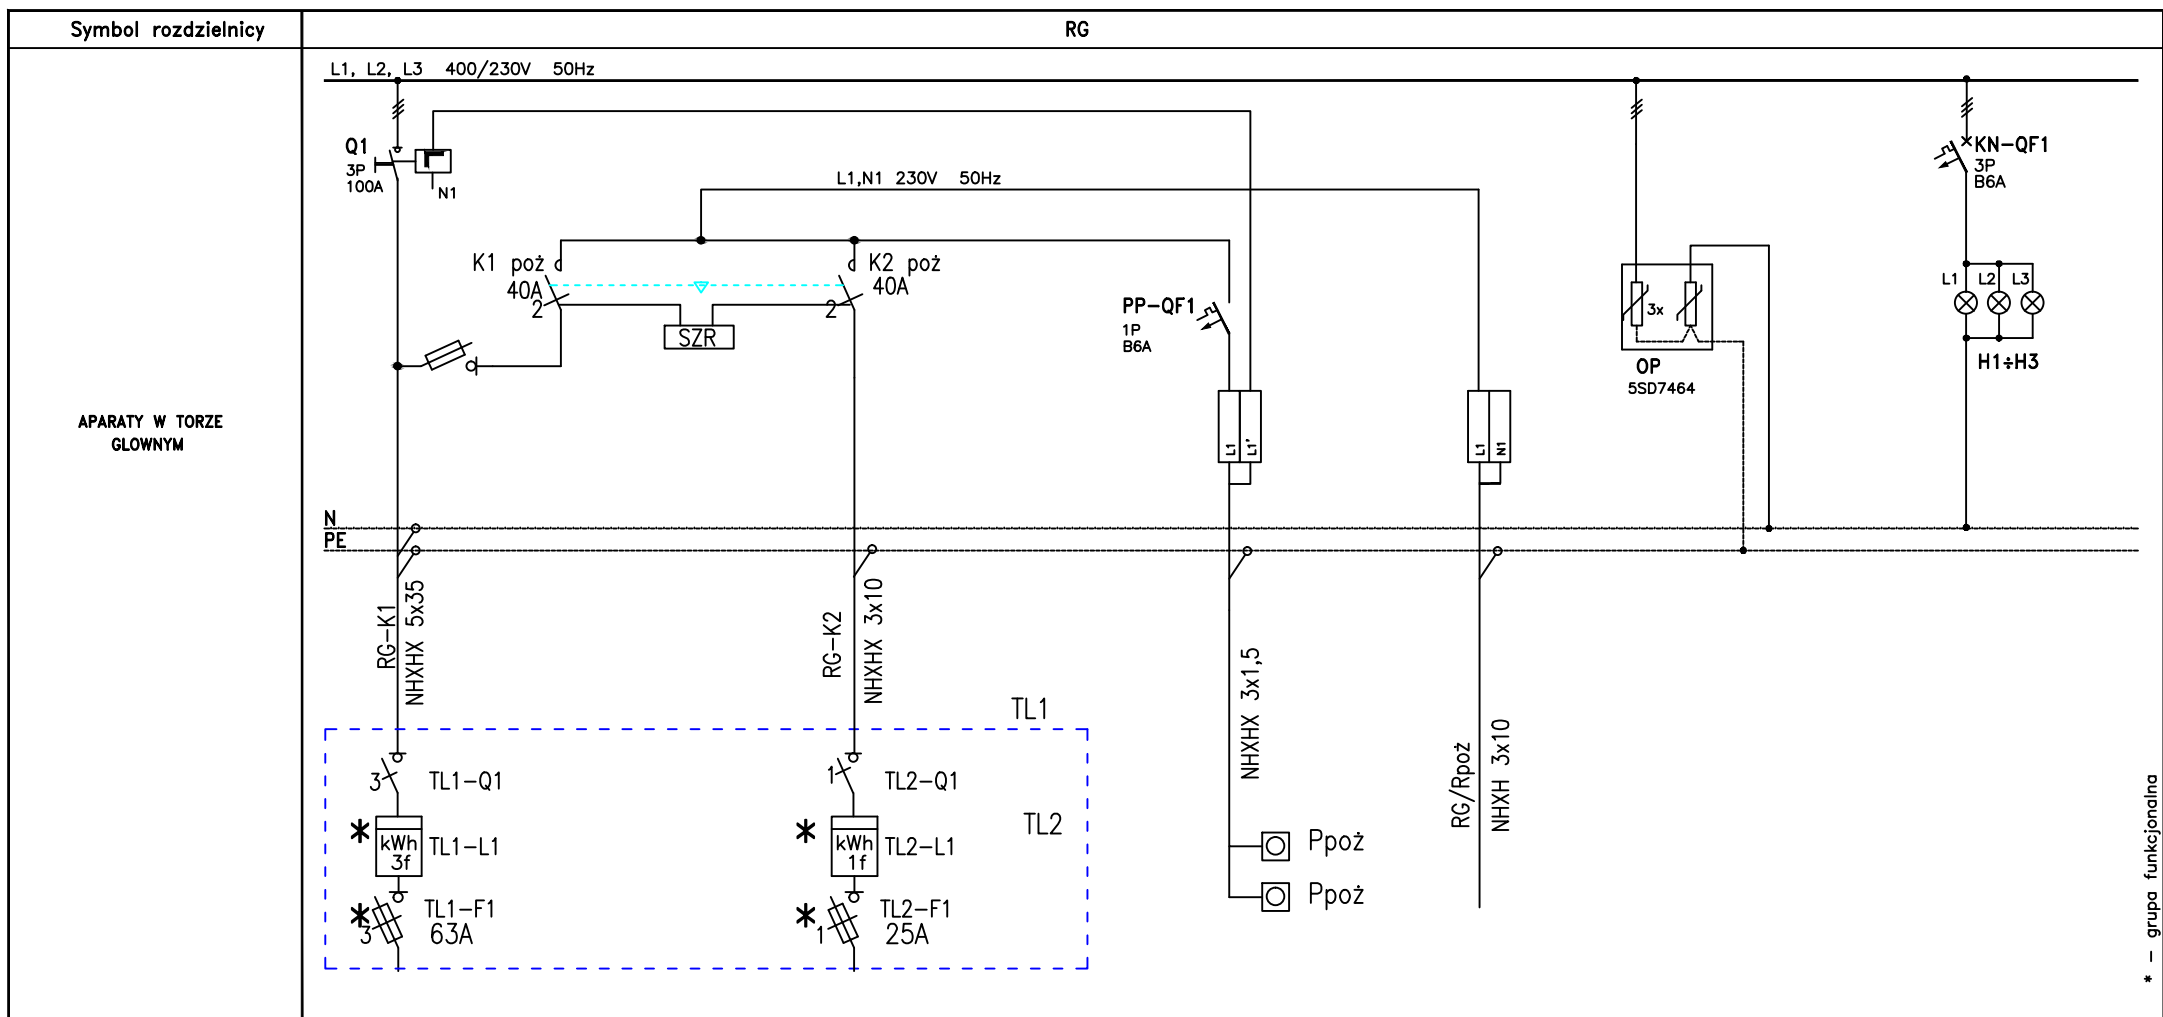 Symbol rozdzielnicy
RG
L1, L2, L3 400/230V 50Hz
Q1
3P
100A
N1
L1,N1 230V 50Hz
KN-QF1
3P
B6A
K1 poż
40A
2
K2 poż
40A
2
SZR
PP-QF1
1P
B6A
3x
OP
5SD7464
L1
L2
L3
H1÷H3
APARATY W TORZE
GLOWNYM
L1
L1'
L1
N1
N
PE
RG-K1
NHXHX 5x35
RG-K2
NHXHX 3x10
NHXHX 3x1,5
RG/Rpoż
NHXH 3x10
TL1
TL2
3
TL1-Q1
1
TL2-Q1
*
kWh
3f
TL1-L1
*
kWh
1f
TL2-L1
*
3
TL1-F1
63A
*
1
TL2-F1
25A
Ppoż
Ppoż
* - grupa funkcjonalna